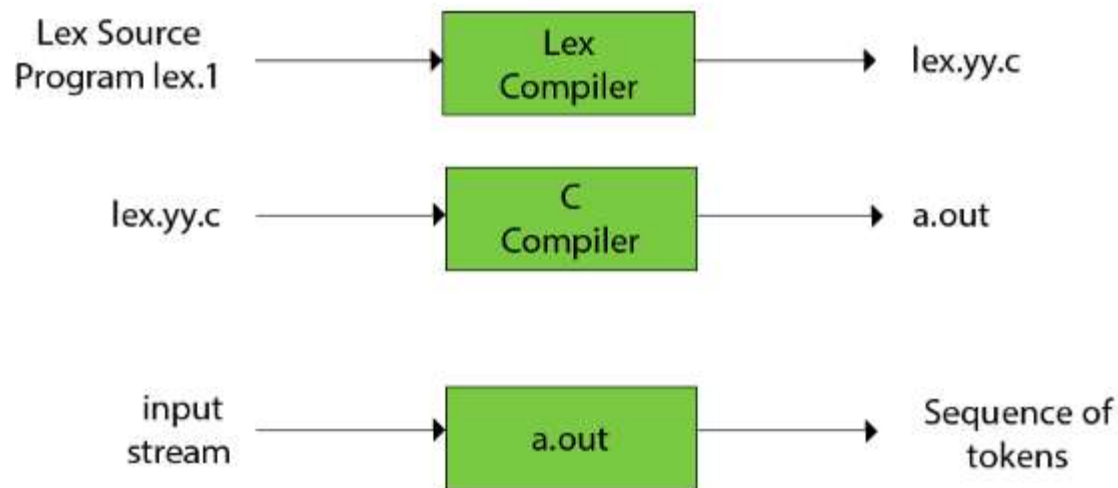 Lex Source
Program lex.1
Lex
Compiler
lex.yy.c
lex.yy.c
C
Compiler
a.out
input
stream
a.out
Sequence of
tokens